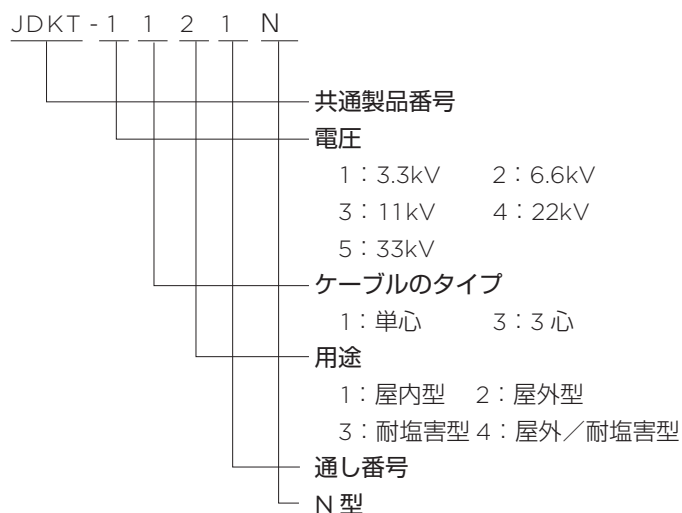 JDKT-1 1 2 1 N
共通製品番号
電圧
1：3.3kV 2：6.6kV
3：11kV 4：22kV
5：33kV
ケーブルのタイプ
1：単心 3：3 心
用途
1：屋内型 2：屋外型
3：耐塩害型 4：屋外／耐塩害型
通し番号
N 型